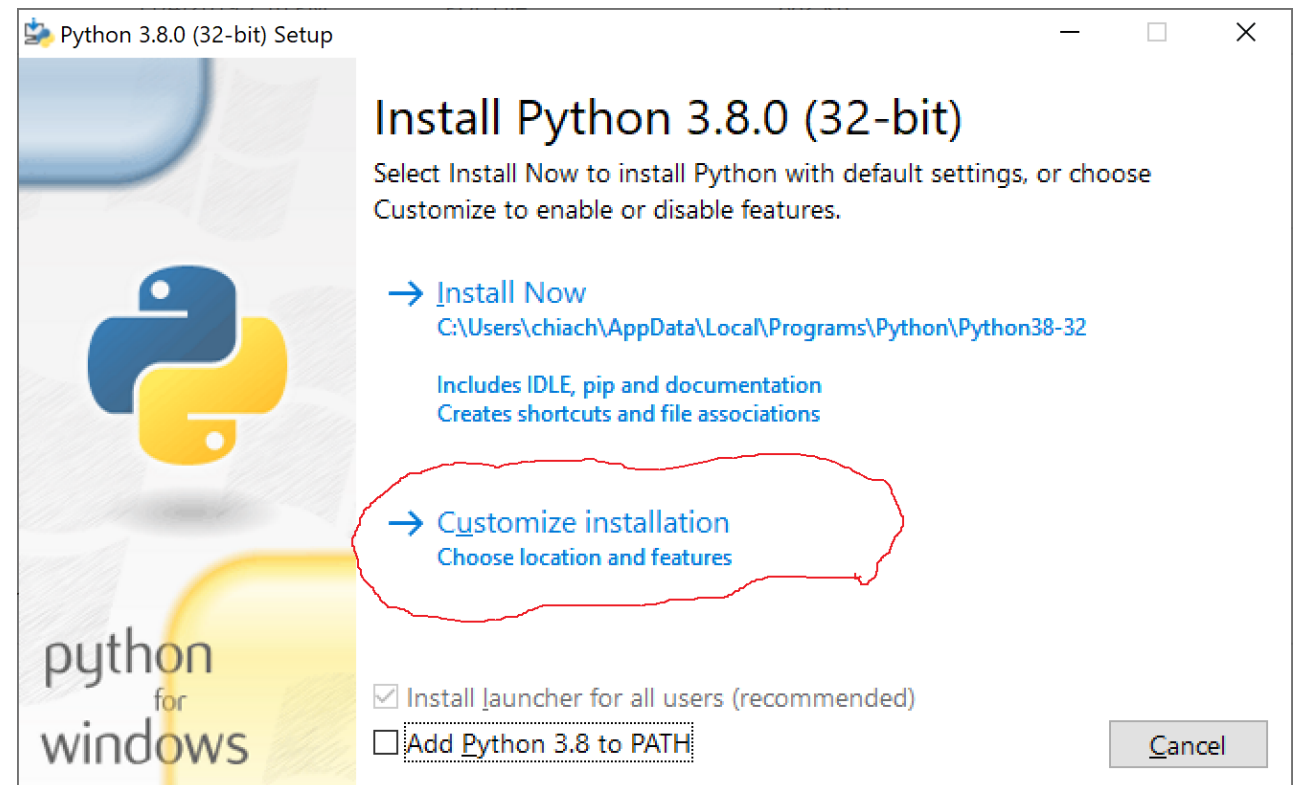 Python 3.8.0 (32-bit) Setup
Install Python 3.8.0 (32-bit)
Select Install Now to install Python with default settings, or choose
Customize to enable or disable features.
Install Now
C:\Users\chiach\AppData\Local\Programs\Python\Python38-32
Includes IDLE, pip and documentation
Creates shortcuts and file associations
Customize installation
Choose location and features
python
for
windows
Install launcher for all users (recommended)
Add Python 3.8 to PATH
Cancel